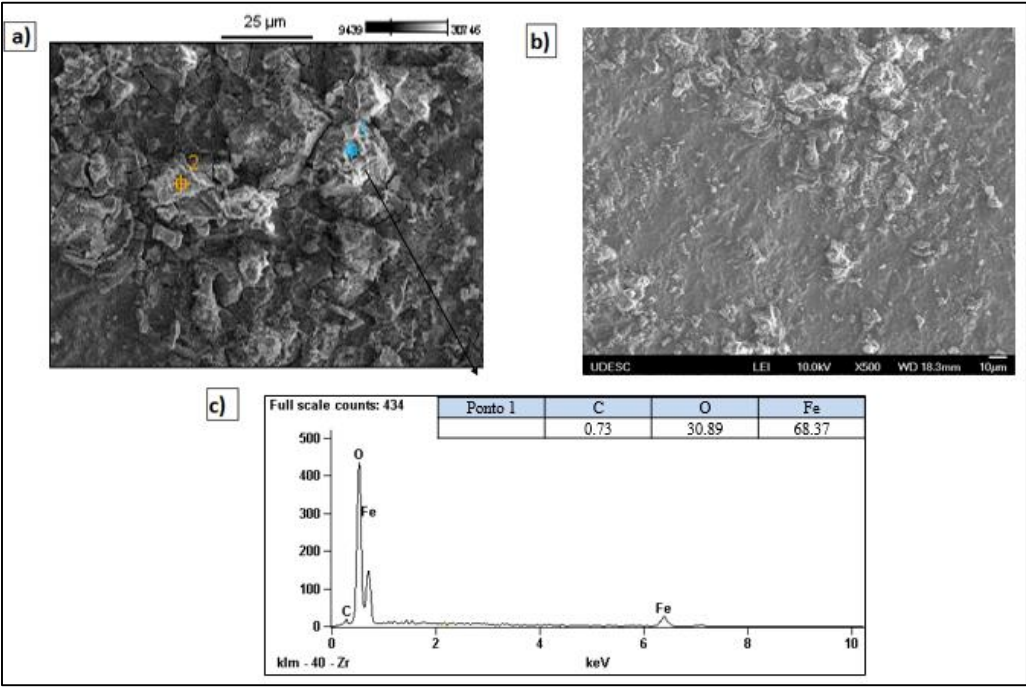 a)
25 µm
9439 30746
1
2
b)
UDESC LEI 10.0kV X500 WD 18.3mm 10µm
c)
Full scale counts: 434
Ponto 1 C O Fe
0.73 30.89 68.37
500
400
300
200
100
0
O
Fe
C
Fe
0 2 4 6 8 10
klm - 40 - Zr keV